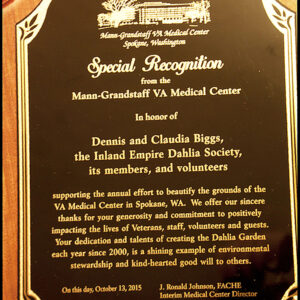 Mann-Grandstaff VA Medical Center
Spokane, Washington
Special Recognition
from the
Mann-Grandstaff VA Medical Center
In honor of
Dennis and Claudia Biggs,
the Inland Empire Dahlia Society,
its members, and volunteers
supporting the annual effort to beautify the grounds of the
VA Medical Center in Spokane, WA. We offer our sincere
thanks for your generosity and commitment to positively
impacting the lives of Veterans, staff, volunteers and guests.
Your dedication and talents of creating the Dahlia Garden
each year since 2000, is a shining example of environmental
stewardship and kind-hearted good will to others.
On this day, October 13, 2015
J. Ronald Johnson, FACHE
Interim Medical Center Director